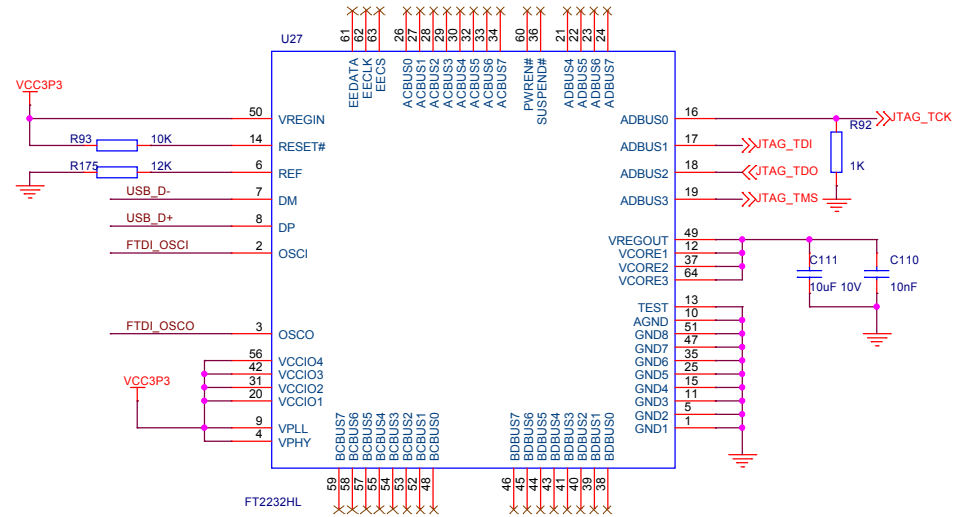 U27
61 62 63 26 27 28 29 30 32 33 34 60 36 21 22 23 24
EEDATA EECLK EECS ACBUS0 ACBUS1 ACBUS2 ACBUS3 ACBUS4 ACBUS5 ACBUS6 ACBUS7 PWREN# SUSPEND# ADBUS4 ADBUS5 ADBUS6 ADBUS7
VCC3P3
50 VREGIN
R93 10K 14 RESET#
R175 12K 6 REF
USB_D- 7 DM
USB_D+ 8 DP
FTDI_OSCI 2 OSCI
FTDI_OSCO 3 OSCO
56 VCCIO4
42 VCCIO3
31 VCCIO2
20 VCCIO1
VCC3P3
9 VPLL
4 VPHY
ADBUS0 16 JTAG_TCK
R92
1K
ADBUS1 17 JTAG_TDI
ADBUS2 18 JTAG_TDO
ADBUS3 19 JTAG_TMS
VREGOUT 49
VCORE1 12
VCORE2 37
VCORE3 64
C111
10uF 10V
C110
10nF
TEST 13
AGND 10
GND8 51
GND7 47
GND6 35
GND5 25
GND4 15
GND3 11
GND2 5
GND1 1
BCBUS7 BCBUS6 BCBUS5 BCBUS4 BCBUS3 BCBUS2 BCBUS1 BCBUS0 BDBUS7 BDBUS6 BDBUS5 BDBUS4 BDBUS3 BDBUS2 BDBUS1 BDBUS0
59 58 57 55 54 53 52 48 46 45 44 43 41 40 39 38
FT2232HL